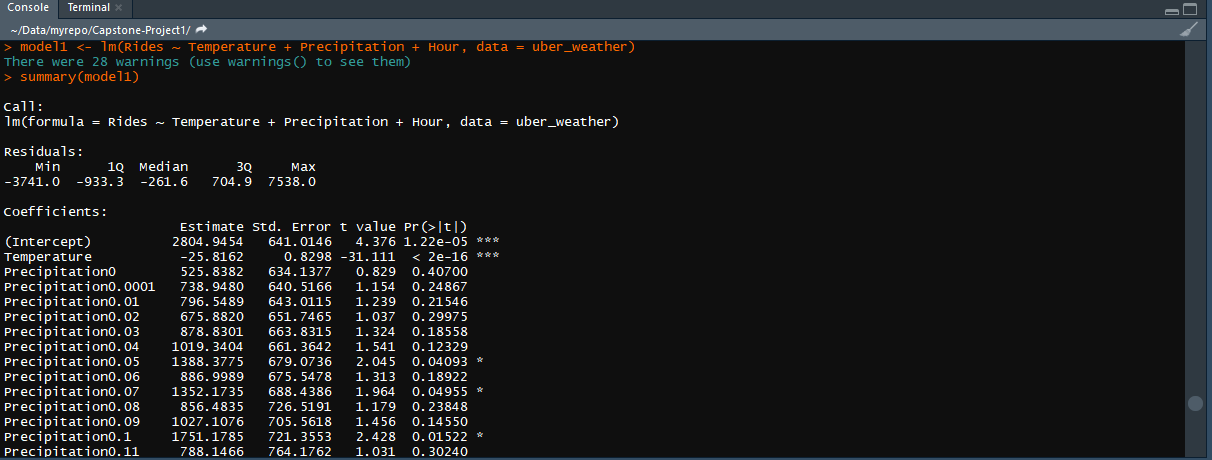 Console Terminal
~/Data/myrepo/Capstone-Project1/
> model1 <- lm(Rides ~ Temperature + Precipitation + Hour, data = uber_weather)
There were 28 warnings (use warnings() to see them)
> summary(model1)
Call:
lm(formula = Rides ~ Temperature + Precipitation + Hour, data = uber_weather)
Residuals:
Min 1Q Median 3Q Max
-3741.0 -933.3 -261.6 704.9 7538.0
Coefficients:
Estimate Std. Error t value Pr(>|t|)
(Intercept) 2804.9454 641.0146 4.376 1.22e-05 ***
Temperature -25.8162 0.8298 -31.111 < 2e-16 ***
Precipitation0 525.8382 634.1377 0.829 0.40700
Precipitation0.0001 738.9480 640.5166 1.154 0.24867
Precipitation0.01 796.5489 643.0115 1.239 0.21546
Precipitation0.02 675.8820 651.7465 1.037 0.29975
Precipitation0.03 878.8301 663.8315 1.324 0.18558
Precipitation0.04 1019.3404 661.3642 1.541 0.12329
Precipitation0.05 1388.3775 679.0736 2.045 0.04093 *
Precipitation0.06 886.9989 675.5478 1.313 0.18922
Precipitation0.07 1352.1735 688.4386 1.964 0.04955 *
Precipitation0.08 856.4835 726.5191 1.179 0.23848
Precipitation0.09 1027.1076 705.5618 1.456 0.14550
Precipitation0.1 1751.1785 721.3553 2.428 0.01522 *
Precipitation0.11 788.1466 764.1762 1.031 0.30240